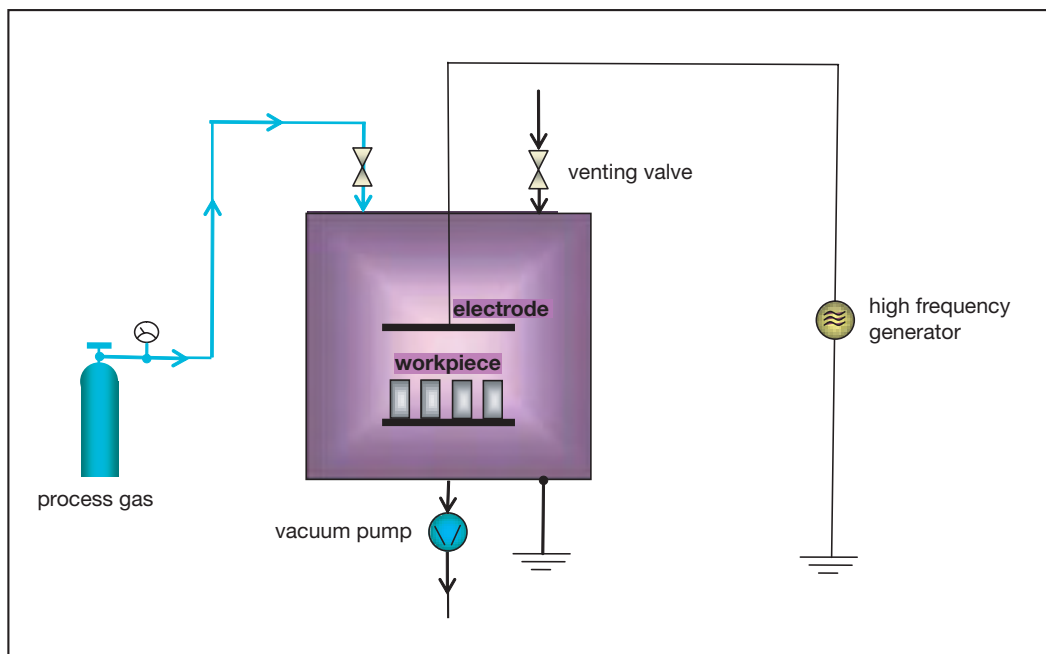 venting valve
electrode
high frequency
generator
workpiece
process gas
vacuum pump